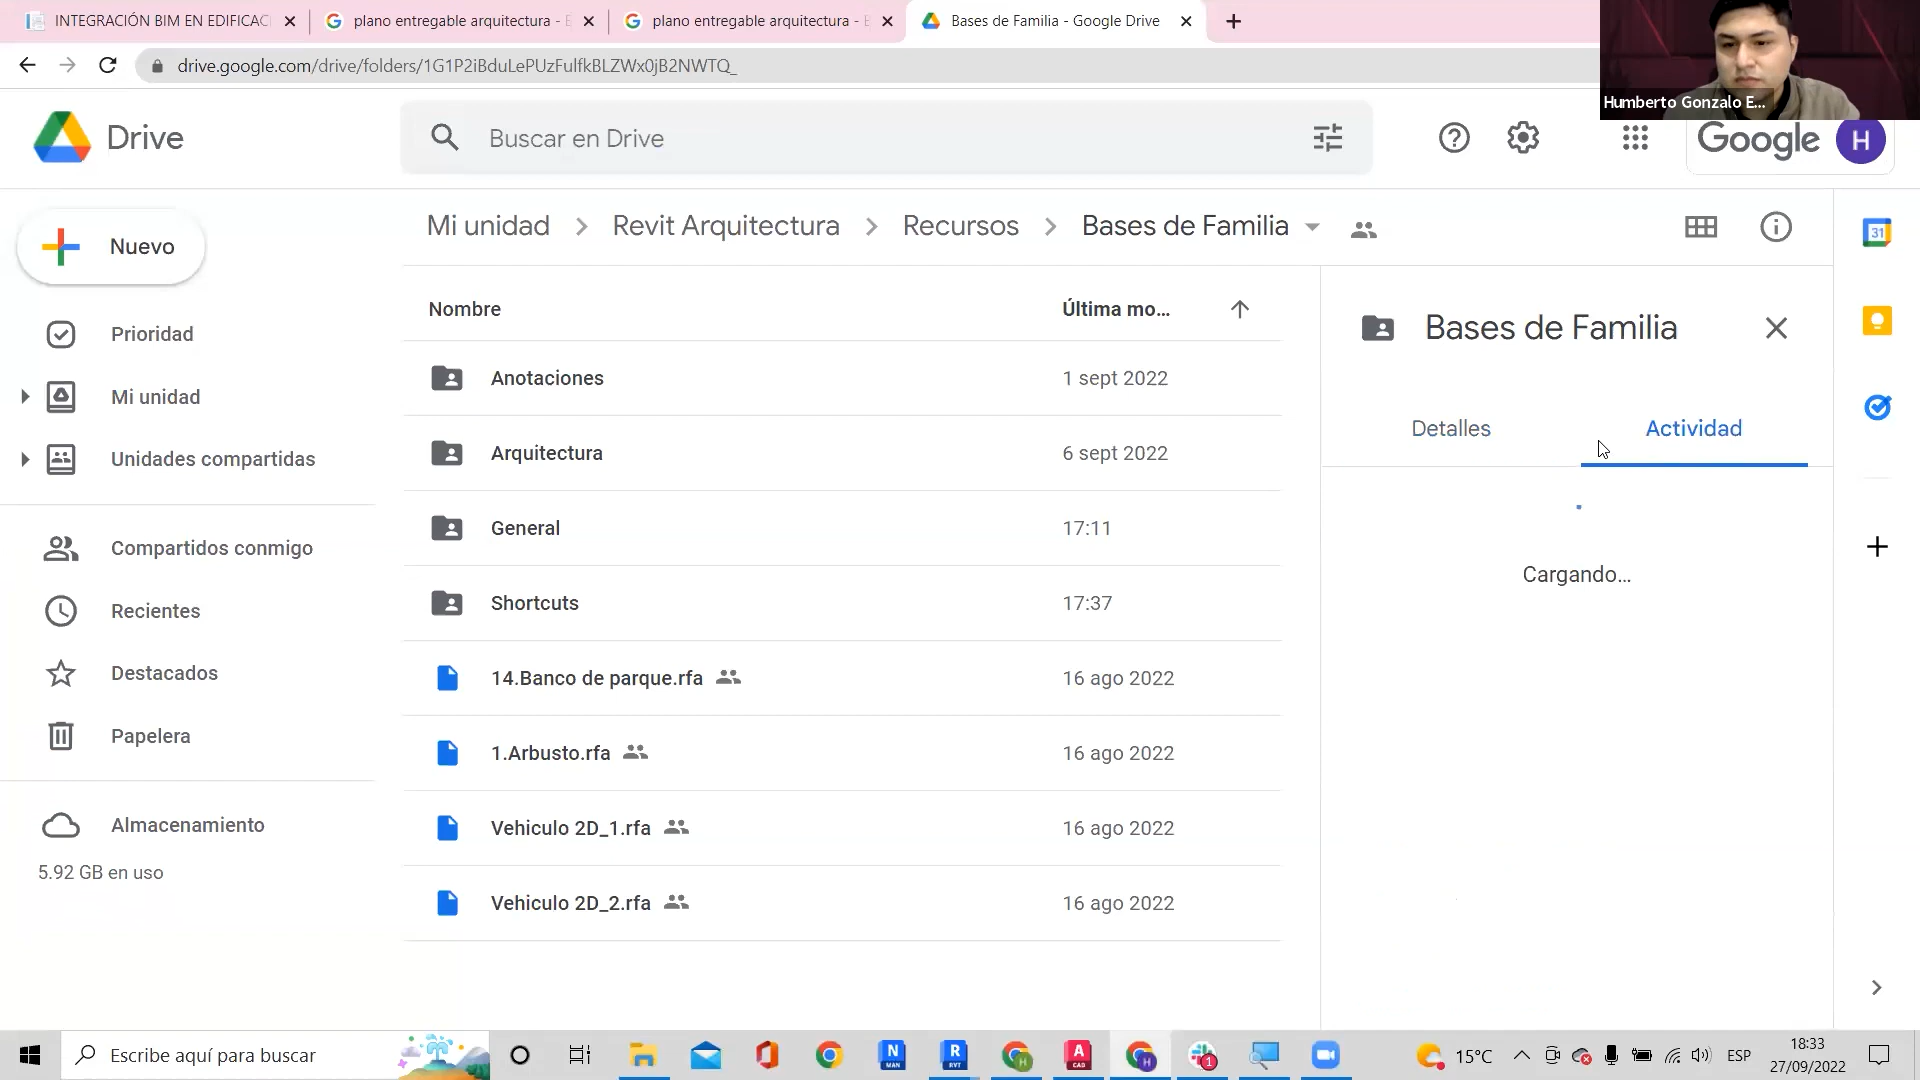 INTEGRACIÓN BIM EN EDIFICAC
plano entregable arquitectura - E
plano entregable arquitectura - E
Bases de Familia - Google Drive
drive.google.com/drive/folders/1G1P2iBduLePUzFulfkBLZWx0jB2NWTQ_
Humberto Gonzalo E...
Drive
Buscar en Drive
Google
H
Nuevo
Mi unidad > Revit Arquitectura > Recursos > Bases de Familia
31
Prioridad
Mi unidad
Unidades compartidas
Compartidos conmigo
Recientes
Destacados
Papelera
Almacenamiento
5.92 GB en uso
Nombre
Última mo...
Anotaciones
1 sept 2022
Arquitectura
6 sept 2022
General
17:11
Shortcuts
17:37
14.Banco de parque.rfa
16 ago 2022
1.Arbusto.rfa
16 ago 2022
Vehiculo 2D_1.rfa
16 ago 2022
Vehiculo 2D_2.rfa
16 ago 2022
Bases de Familia
Detalles
Actividad
Cargando...
Escribe aquí para buscar
N
MAN
R
RVT
H
A
CAD
H
1
15°C
ESP
18:33
27/09/2022